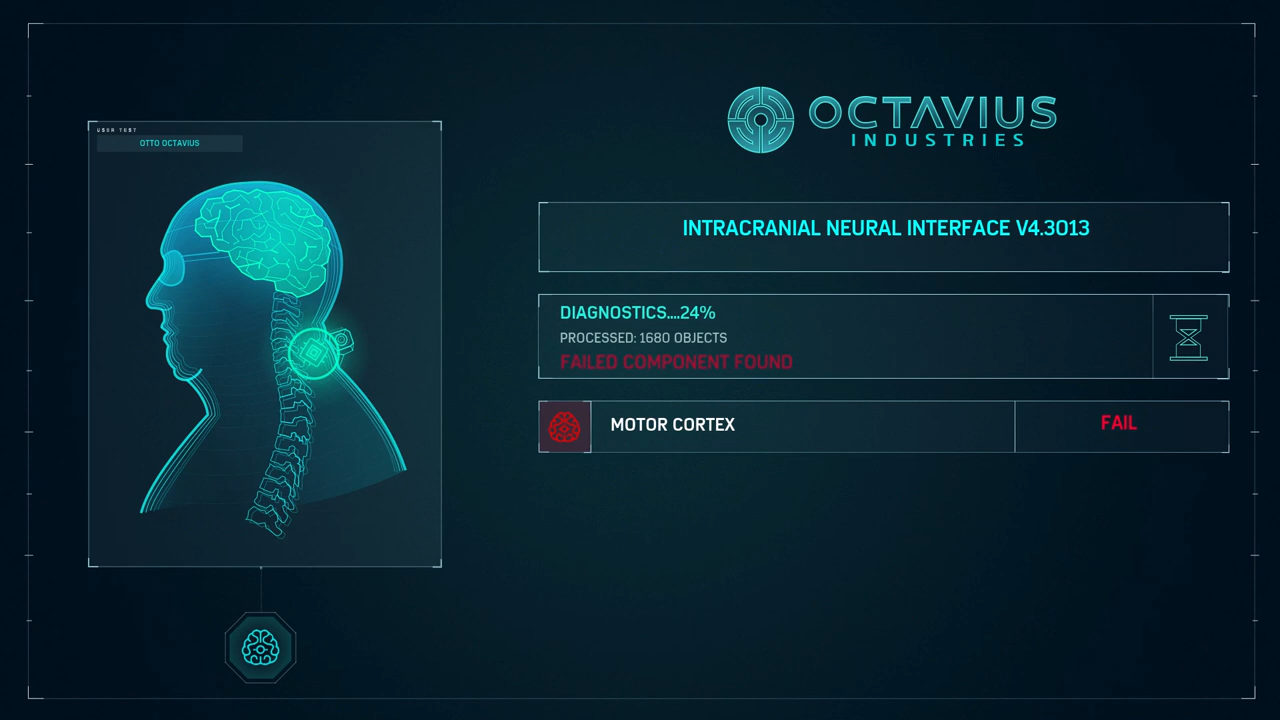 USER TEST
OTTO OCTAVIUS
OCTAVIUS
INDUSTRIES
INTRACRANIAL NEURAL INTERFACE V4.3013
DIAGNOSTICS....24%
PROCESSED: 1680 OBJECTS
FAILED COMPONENT FOUND
MOTOR CORTEX
FAIL